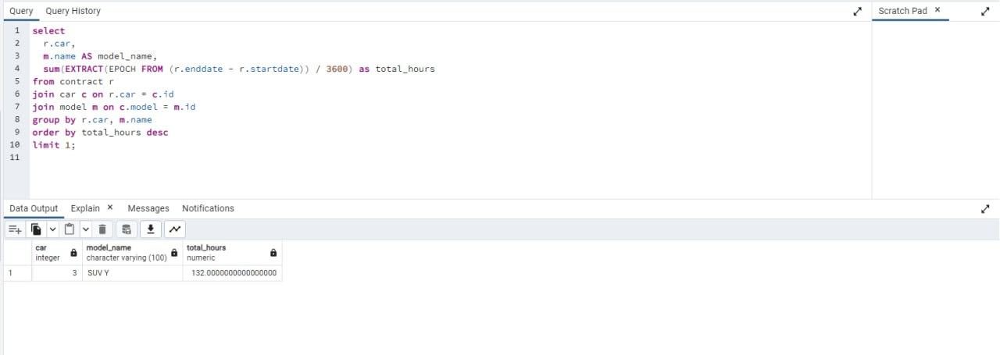 Query Query History Scratch Pad ×
1 select
2 r.car,
3 m.name AS model_name,
4 sum(EXTRACT(EPOCH FROM (r.enddate - r.startdate)) / 3600) as total_hours
5 from contract r
6 join car c on r.car = c.id
7 join model m on c.model = m.id
8 group by r.car, m.name
9 order by total_hours desc
10 limit 1;
11
Data Output Explain × Messages Notifications
car model_name total_hours
integer character varying (100) numeric
1 3 SUV Y 132.0000000000000000